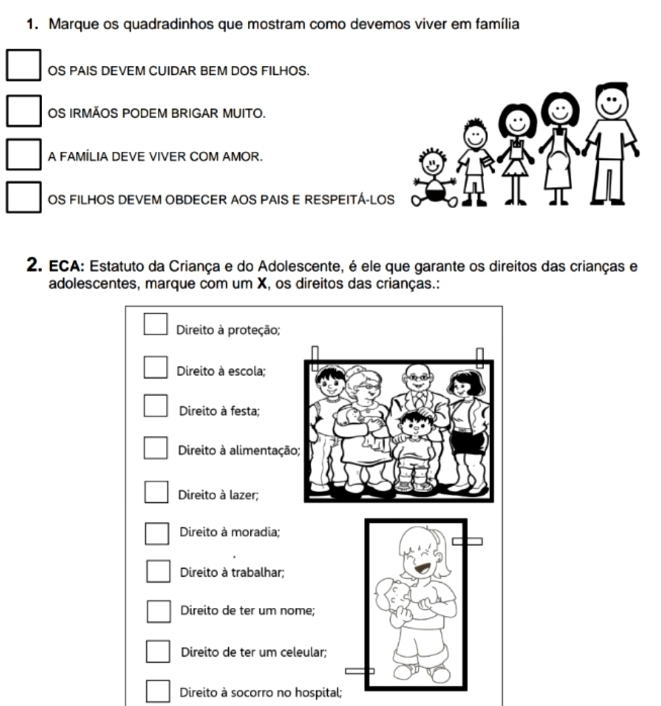 1. Marque os quadradinhos que mostram como devemos viver em família
OS PAIS DEVEM CUIDAR BEM DOS FILHOS.
OS IRMÃOS PODEM BRIGAR MUITO.
A FAMÍLIA DEVE VIVER COM AMOR.
OS FILHOS DEVEM OBDECER AOS PAIS E RESPEITÁ-LOS
2. ECA: Estatuto da Criança e do Adolescente, é ele que garante os direitos das crianças e
adolescentes, marque com um X, os direitos das crianças.:
Direito à proteção;
Direito à escola;
Direito à festa;
Direito à alimentação;
Direito à lazer;
Direito à moradia;
Direito à trabalhar;
Direito de ter um nome;
Direito de ter um celeular;
Direito à socorro no hospital;